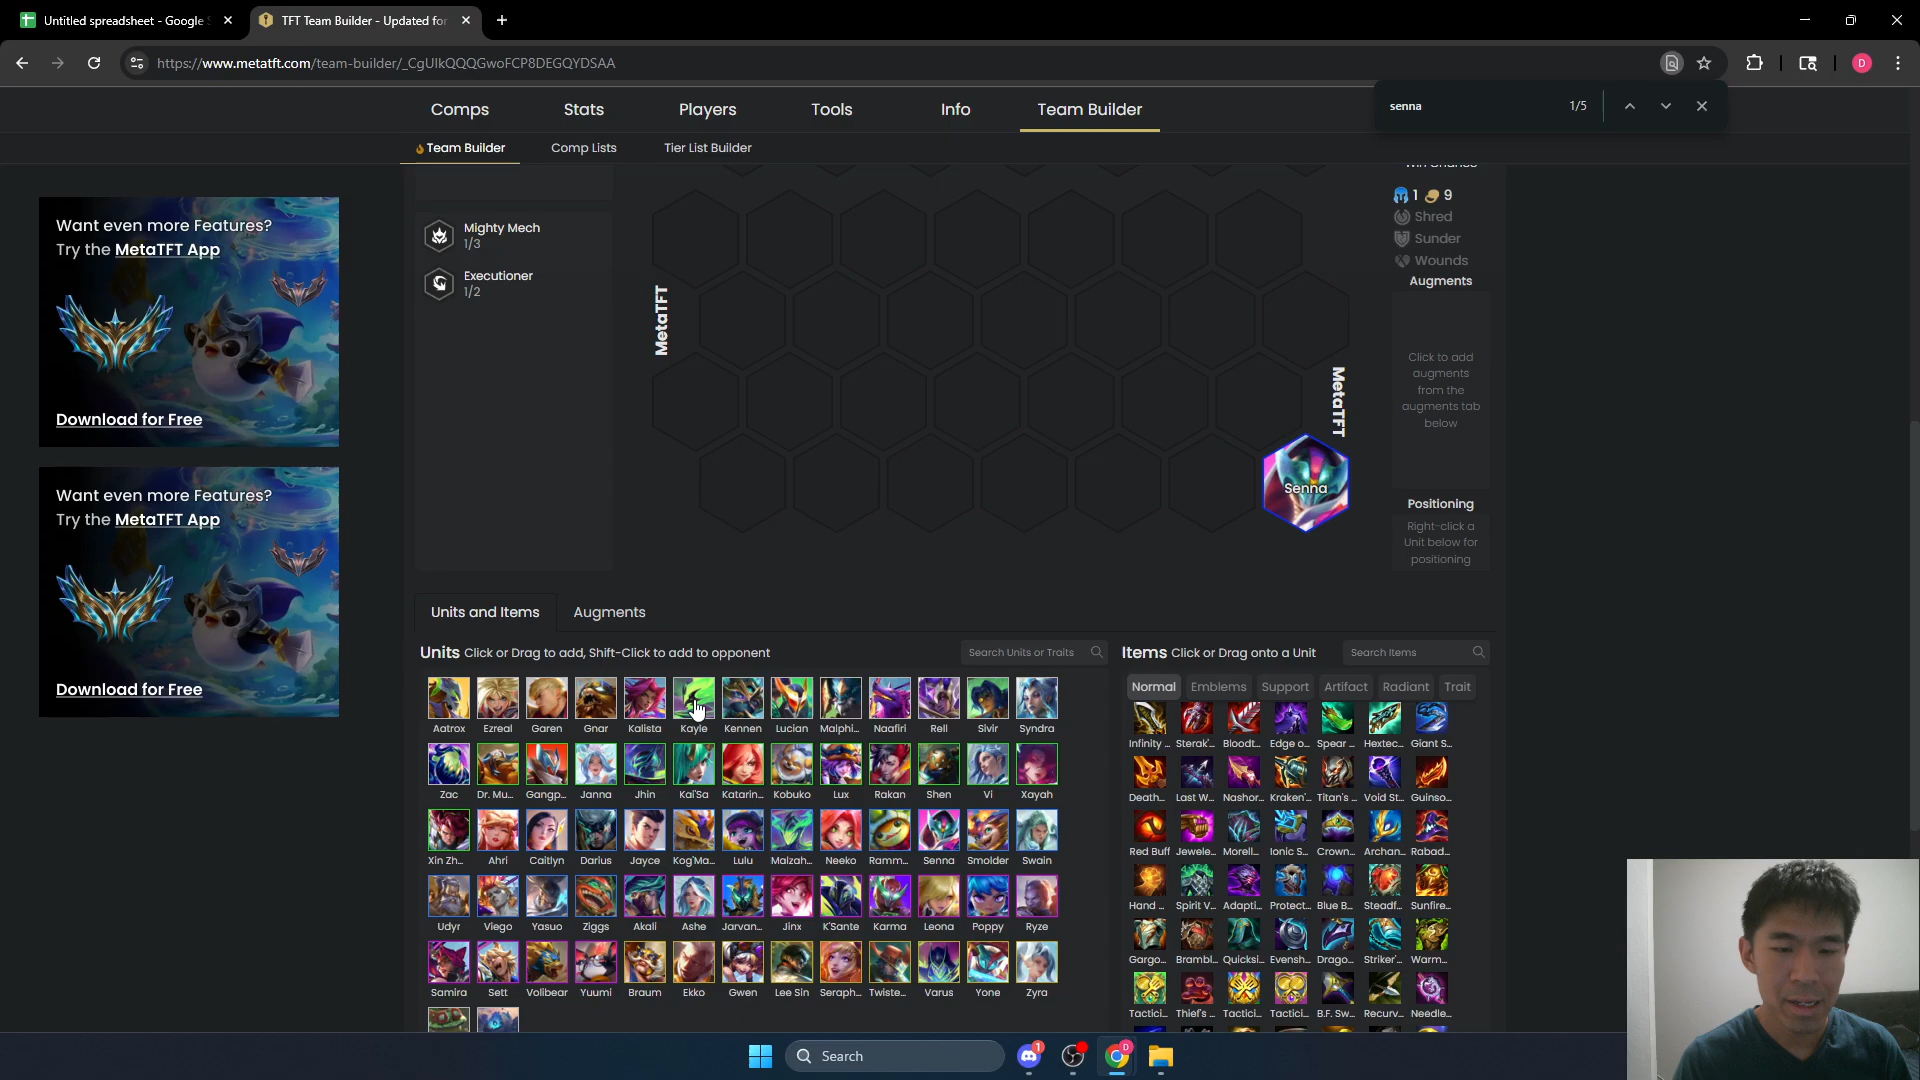 Untitled spreadsheet - Google
TFT Team Builder - Updated for
https://www.metatft.com/team-builder/_CgUIkQQQGwoFCP8DEGQYDSAA
D
senna
1/5
Comps
Stats
Players
Tools
Info
Team Builder
Team Builder
Comp Lists
Tier List Builder
Want even more Features?
Try the MetaTFT App
Download for Free
Want even more Features?
Try the MetaTFT App
Download for Free
Mighty Mech
1/3
Executioner
1/2
MetaTFT
MetaTFT
Senna
Win Chance
1 9
Shred
Sunder
Wounds
Augments
Click to add
augments
from the
augments tab
below
Positioning
Right-click a
Unit below for
positioning
Units and Items
Augments
Units Click or Drag to add, Shift-Click to add to opponent
Search Units or Traits
Aatrox Ezreal Garen Gnar Kalista Kayle Kennen Lucian Malphi... Naafiri Rell Sivir Syndra
Zac Dr. Mu... Gangp... Janna Jhin Kai'Sa Katarin... Kobuko Lux Rakan Shen Vi Xayah
Xin Zh... Ahri Caitlyn Darius Jayce Kog'Ma... Lulu Malzah... Neeko Ramm... Senna Smolder Swain
Udyr Viego Yasuo Ziggs Akali Ashe Jarvan... Jinx K'Sante Karma Leona Poppy Ryze
Samira Sett Volibear Yuumi Braum Ekko Gwen Lee Sin Seraph... Twiste... Varus Yone Zyra
Items Click or Drag onto a Unit
Search Items
Normal Emblems Support Artifact Radiant Trait
Infinity ... Sterak'... Bloodt... Edge o... Spear ... Hextec... Giant S...
Death... Last W... Nashor... Kraken'... Titan's ... Void St... Guinso...
Red Buff Jewele... Morell... Ionic S... Crown... Archan... Rabad...
Hand ... Spirit V... Adapti... Protect... Blue B... Steadf... Sunfire...
Gargo... Brambl... Quicksi... Evensh... Drago... Striker'... Warm...
Tactici... Thief's ... Tactici... Tactici... B.F. Sw... Recurv... Needle...
Search
1
D